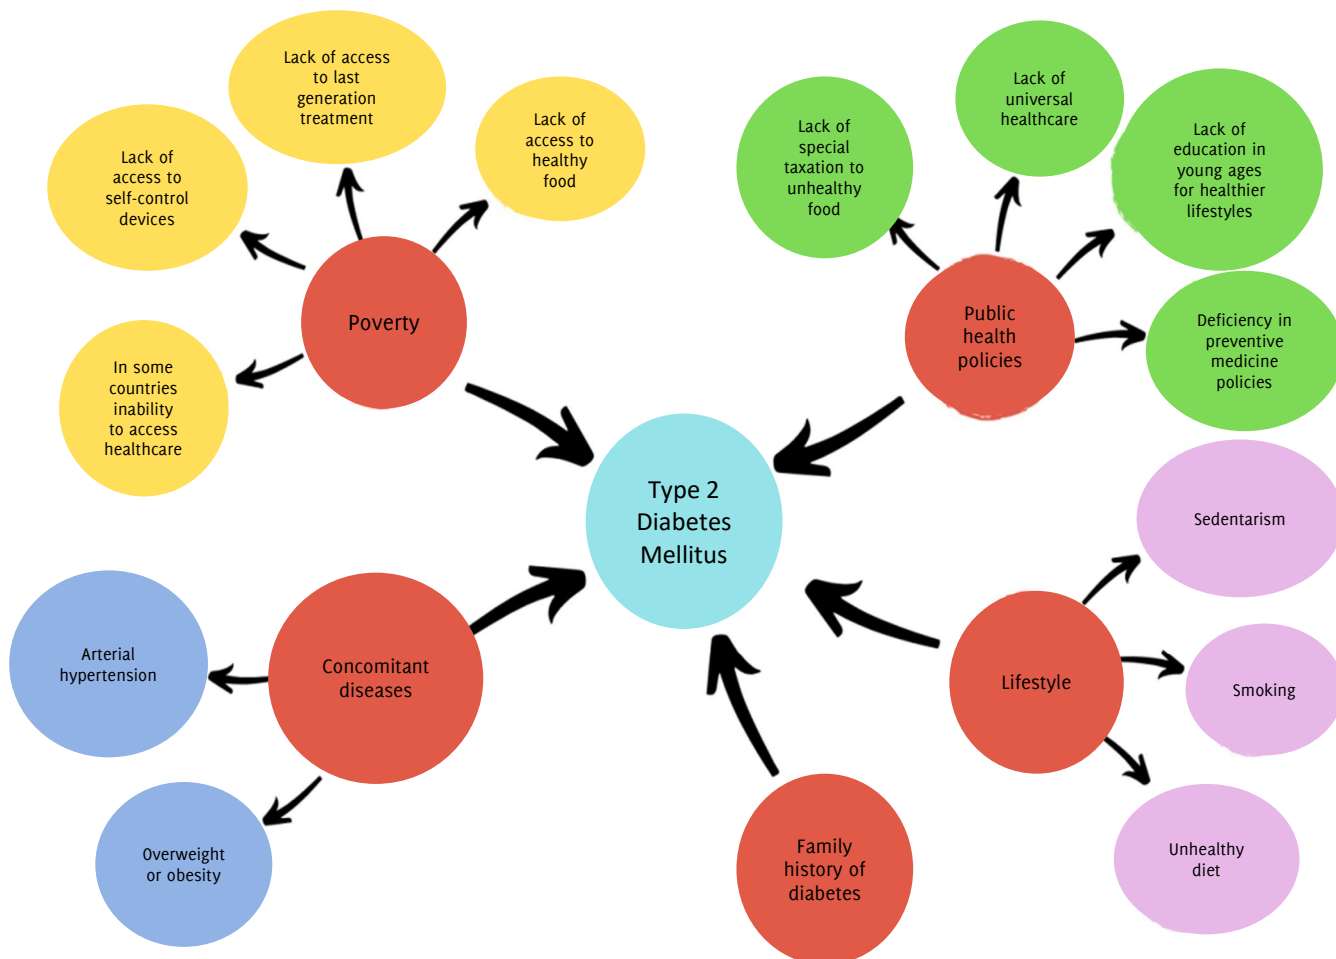 Lack of access
to last
generation
treatment
Lack of
access to
healthy
food
Lack of
access to
self-control
devices
Poverty
In some
countries
inability
to access
healthcare
Lack of
special
taxation to
unhealthy
food
Lack of
universal
healthcare
Lack of
education in
young ages
for healthier
lifestyles
Public
health
policies
Deficiency in
preventive
medicine
policies
Type 2
Diabetes
Mellitus
Sedentarism
Lifestyle
Smoking
Unhealthy
diet
Arterial
hypertension
Concomitant
diseases
Overweight
or obesity
Family
history of
diabetes